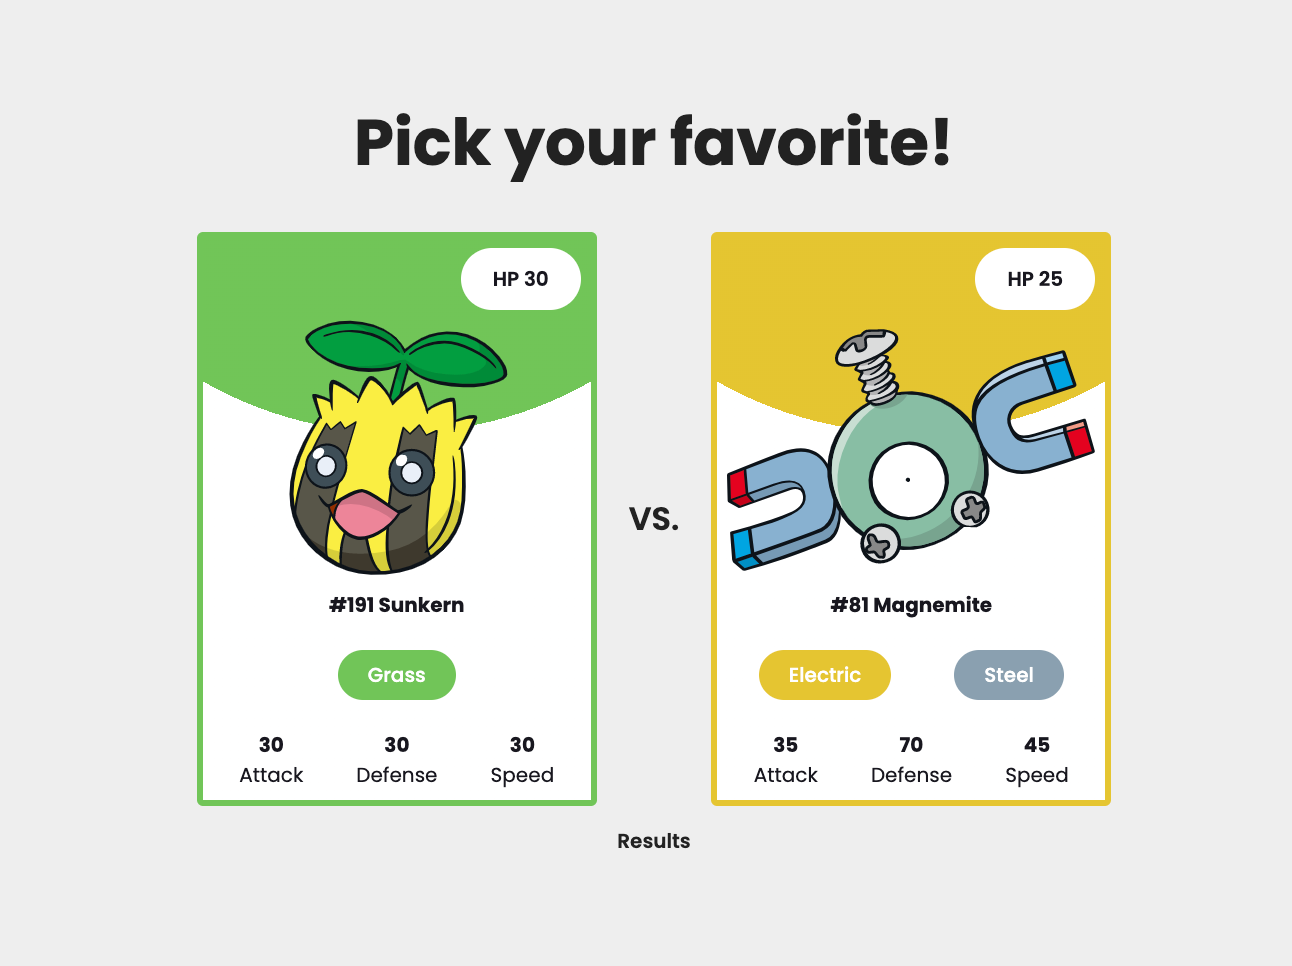 Pick your favorite!
HP 30
#191 Sunkern
Grass
30 30 30
Attack Defense Speed
VS.
HP 25
#81 Magnemite
Electric Steel
35 70 45
Attack Defense Speed
Results